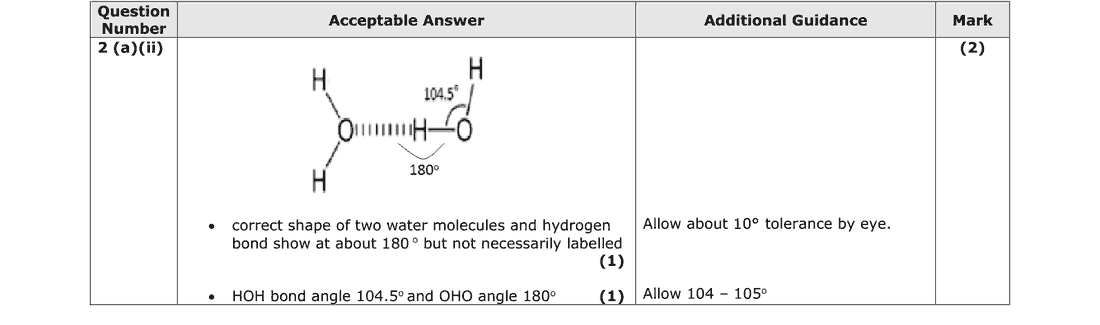 Question
Number
Acceptable Answer
Additional Guidance
Mark
2 (a)(ii)
(2)
H
H
104.5°
O
H
O
180°
H
• correct shape of two water molecules and hydrogen
bond show at about 180 ° but not necessarily labelled
(1)
Allow about 10° tolerance by eye.
• HOH bond angle 104.5° and OHO angle 180° (1)
Allow 104 – 105°